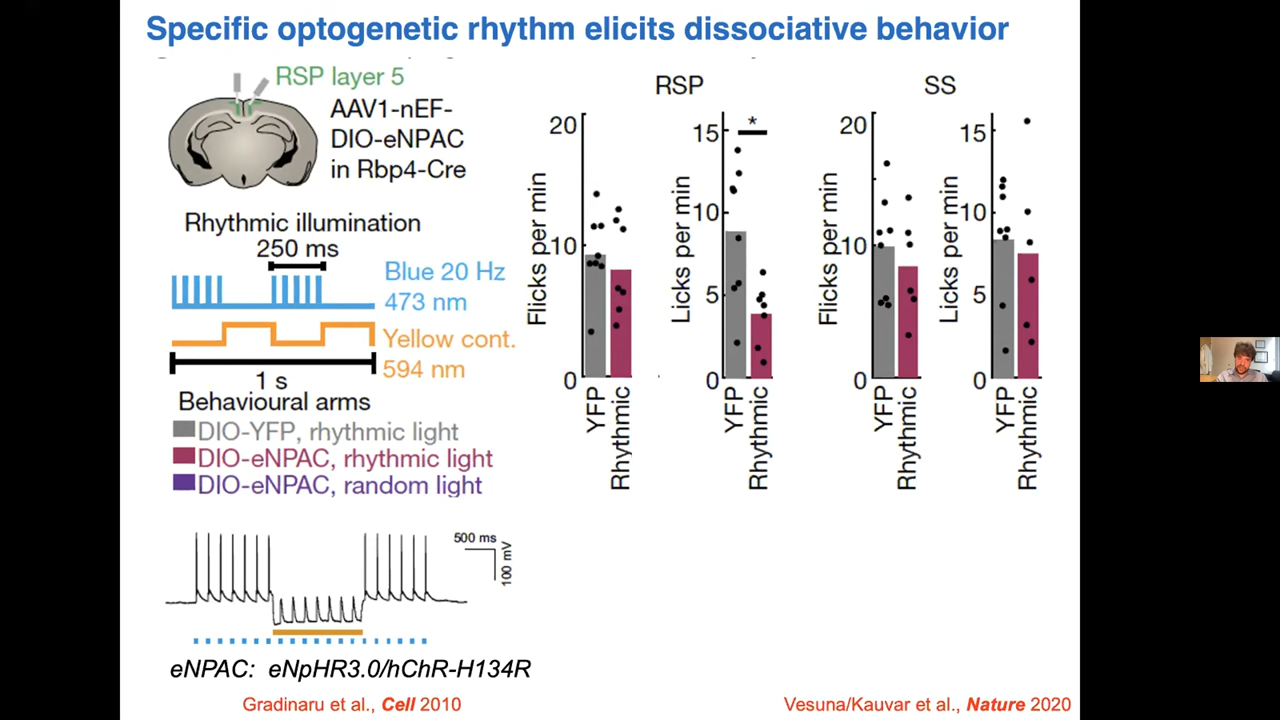 Specific optogenetic rhythm elicits dissociative behavior
RSP layer 5
AAV1-nEF-
DIO-eNPAC
in Rbp4-Cre
Rhythmic illumination
250 ms
Blue 20 Hz
473 nm
Yellow cont.
594 nm
1 s
Behavioural arms
DIO-YFP, rhythmic light
DIO-eNPAC, rhythmic light
DIO-eNPAC, random light
500 ms
100 mV
eNPAC: eNpHR3.0/hChR-H134R
Gradinaru et al., Cell 2010
RSP
Flicks per min
20
10
0
YFP
Rhythmic
Licks per min
15
10
5
0
*
YFP
Rhythmic
SS
Flicks per min
20
10
0
YFP
Rhythmic
Licks per min
15
10
5
0
YFP
Rhythmic
Vesuna/Kauvar et al., Nature 2020